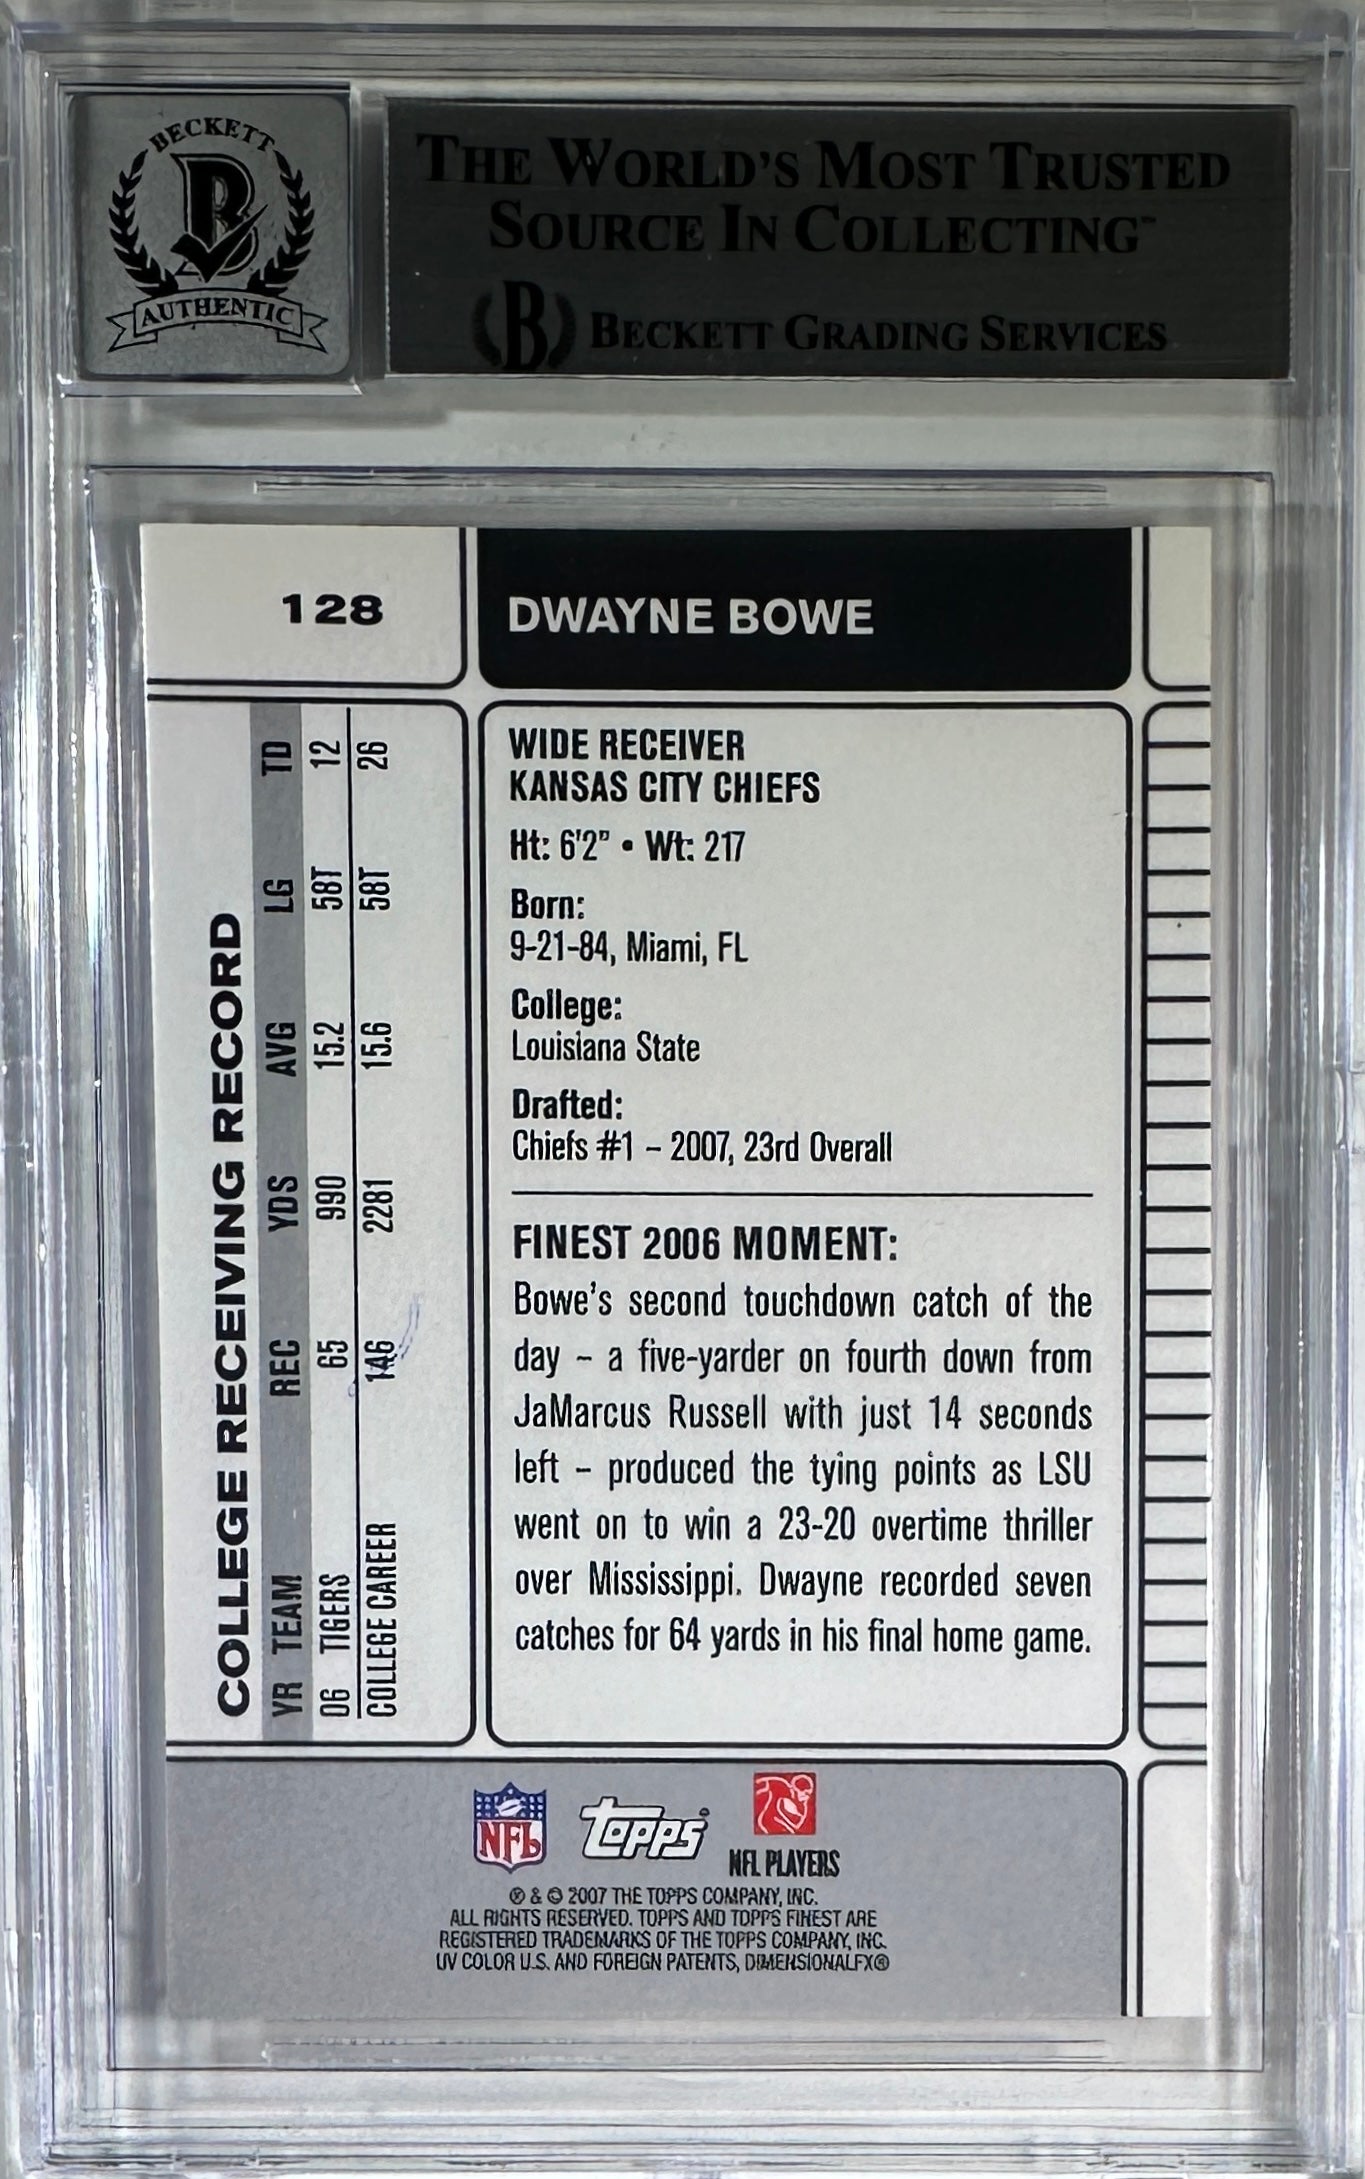 BECKETT
B
AUTHENTIC
THE WORLD'S MOST TRUSTED
SOURCE IN COLLECTING™
B BECKETT GRADING SERVICES
128
DWAYNE BOWE
COLLEGE RECEIVING RECORD
YR TEAM REC YDS AVG LG TD
06 TIGERS 65 990 15.2 58T 12
COLLEGE CAREER 146 2281 15.6 58T 26
WIDE RECEIVER
KANSAS CITY CHIEFS
Ht: 6'2" • Wt: 217
Born:
9-21-84, Miami, FL
College:
Louisiana State
Drafted:
Chiefs #1 – 2007, 23rd Overall
FINEST 2006 MOMENT:
Bowe's second touchdown catch of the
day – a five-yarder on fourth down from
JaMarcus Russell with just 14 seconds
left – produced the tying points as LSU
went on to win a 23-20 overtime thriller
over Mississippi. Dwayne recorded seven
catches for 64 yards in his final home game.
NFL
Topps®
NFL PLAYERS
® & © 2007 THE TOPPS COMPANY, INC.
ALL RIGHTS RESERVED. TOPPS AND TOPPS FINEST ARE
REGISTERED TRADEMARKS OF THE TOPPS COMPANY, INC.
UV COLOR U.S. AND FOREIGN PATENTS, DIMENSIONALFX®